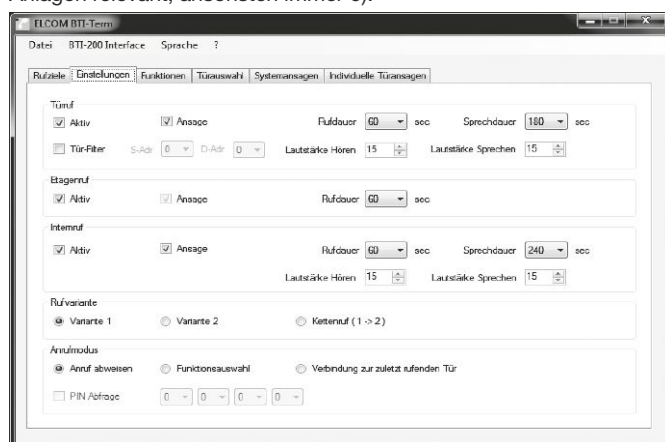 Anlagen relevant, ansonsten immer 0).
ELCOM BTI-Term
Datei BTI-200 Interface Sprache ?
Rufziele Einstellungen Funktionen Türauswahl Systemansagen Individuelle Türansagen
Türruf
Aktiv Ansage Rufdauer 60 sec Sprechdauer 180 sec
Tür-Filter S-Adr 0 D-Adr 0 Lautstärke Hören 15 Lautstärke Sprechen 15
Etagenruf
Aktiv Ansage Rufdauer 60 sec
Internruf
Aktiv Ansage Rufdauer 60 sec Sprechdauer 240 sec
Lautstärke Hören 15 Lautstärke Sprechen 15
Rufvariante
Variante 1 Variante 2 Kettenruf ( 1 -> 2 )
Anrufmodus
Anruf abweisen Funktionsauswahl Verbindung zur zuletzt rufenden Tür
PIN Abfrage 0 0 0 0